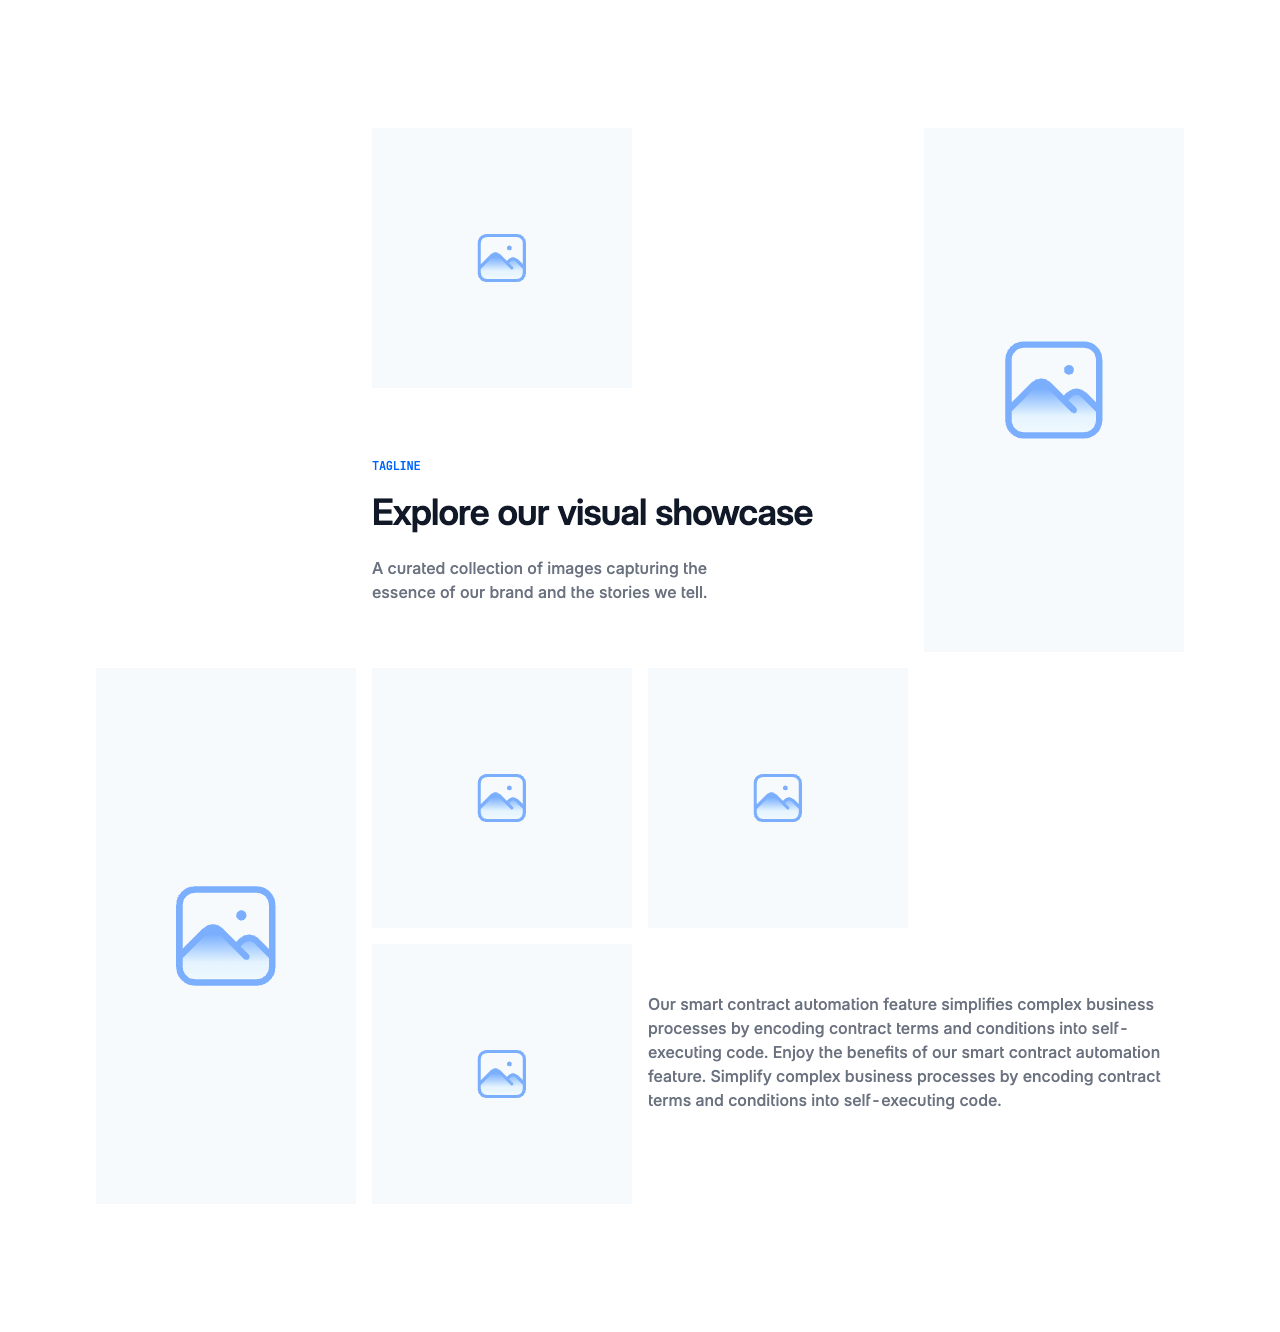 TAGLINE
Explore our visual showcase
A curated collection of images capturing the
essence of our brand and the stories we tell.
Our smart contract automation feature simplifies complex business
processes by encoding contract terms and conditions into self-
executing code. Enjoy the benefits of our smart contract automation
feature. Simplify complex business processes by encoding contract
terms and conditions into self-executing code.